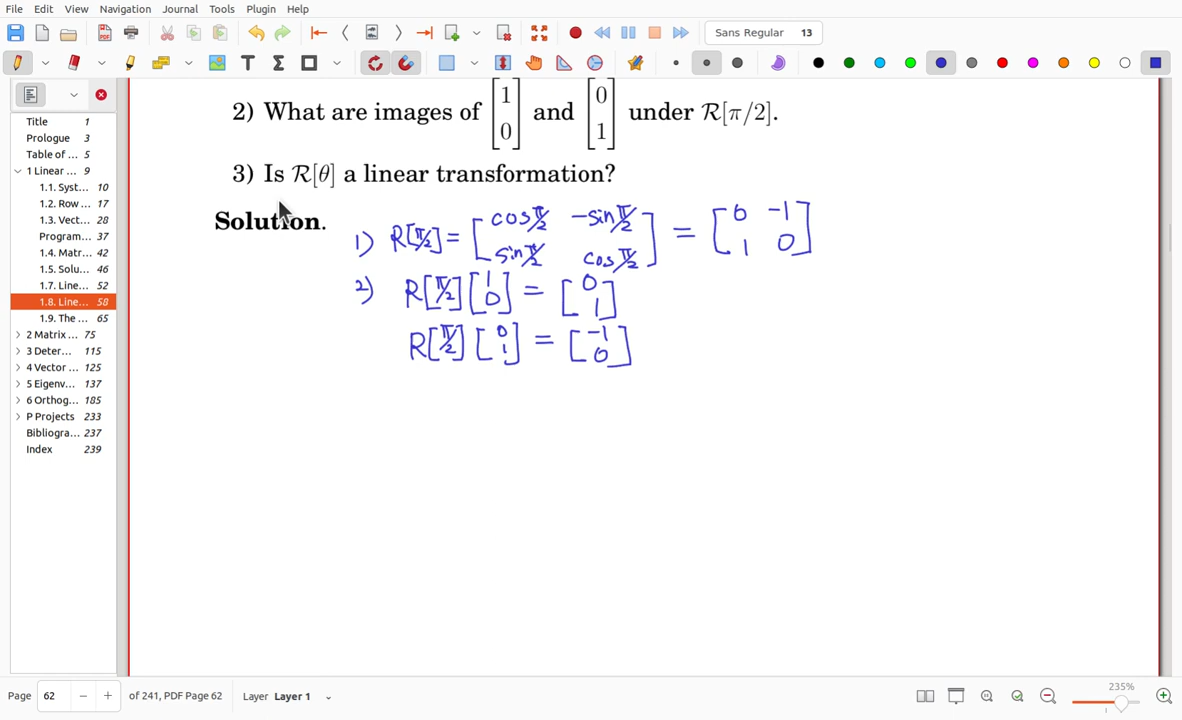 File Edit View Navigation Journal Tools Plugin Help
Sans Regular 13
Title 1
Prologue 3
Table of ... 5
1 Linear ... 9
1.1. Syst... 10
1.2. Row ... 17
1.3. Vect... 28
Program... 37
1.4. Matr... 42
1.5. Solu... 46
1.7. Line... 52
1.8. Line... 58
1.9. The ... 65
2 Matrix ... 75
3 Deter... 115
4 Vector ... 125
5 Eigenv... 137
6 Orthog... 185
P Projects 233
Bibliogra... 237
Index 239
2) What are images of [1 0] and [0 1] under R[π/2].
3) Is R[θ] a linear transformation?
Solution.
1) R[π/2] = [cos π/2 -sin π/2 sin π/2 cos π/2] = [0 -1 1 0]
2) R[π/2] [1 0] = [0 1]
R[π/2] [0 1] = [-1 0]
Page 62 of 241, PDF Page 62 Layer Layer 1 235%